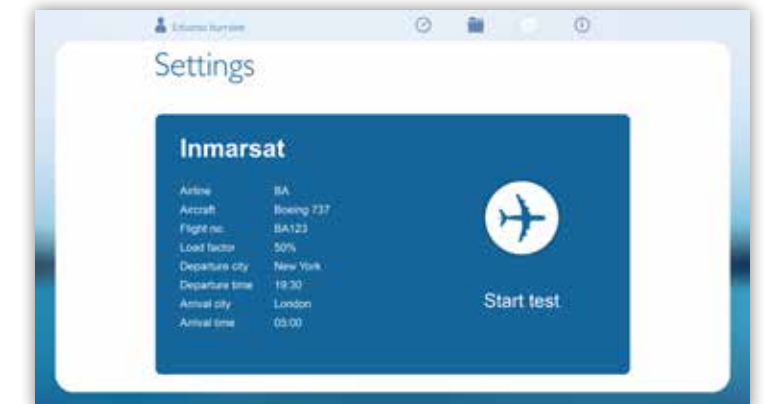 Settings
Inmarsat
Airline BA
Aircraft Boeing 737
Flight no. BA123
Load factor 50%
Departure city New York
Departure time 19:30
Arrival city London
Arrival time 05:00
Start test